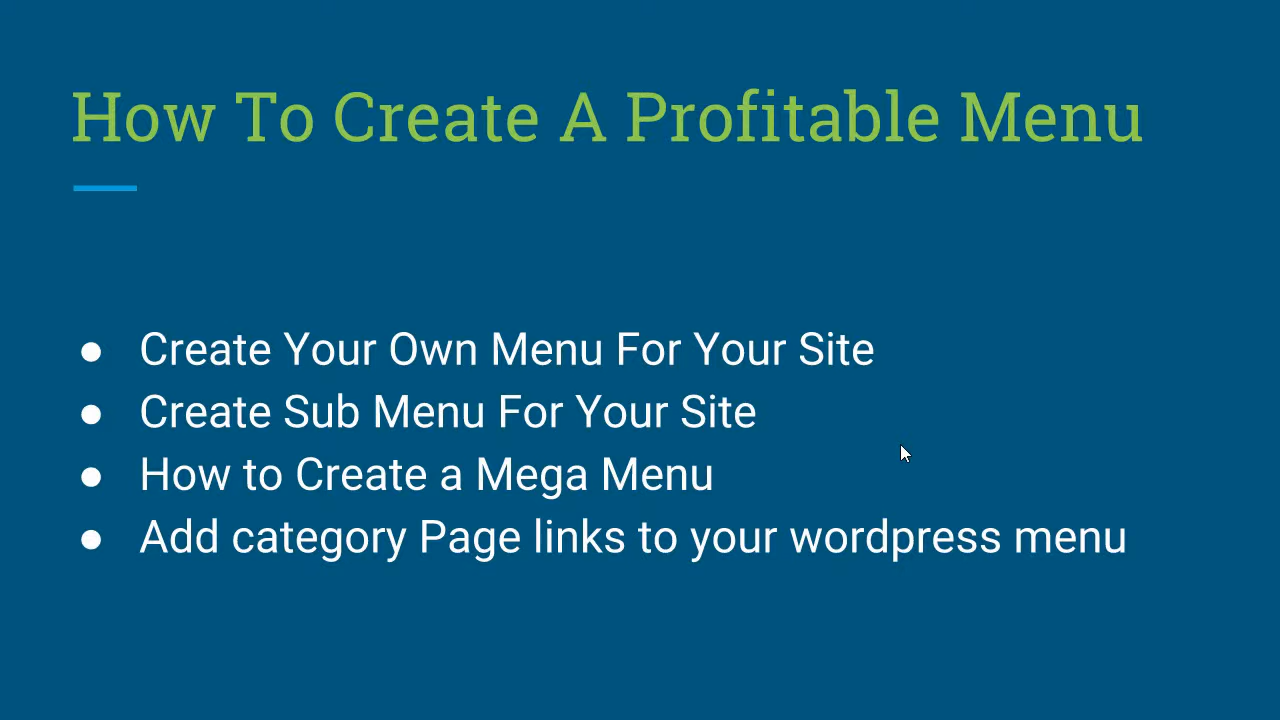 How To Create A Profitable Menu
● Create Your Own Menu For Your Site
● Create Sub Menu For Your Site
● How to Create a Mega Menu
● Add category Page links to your wordpress menu